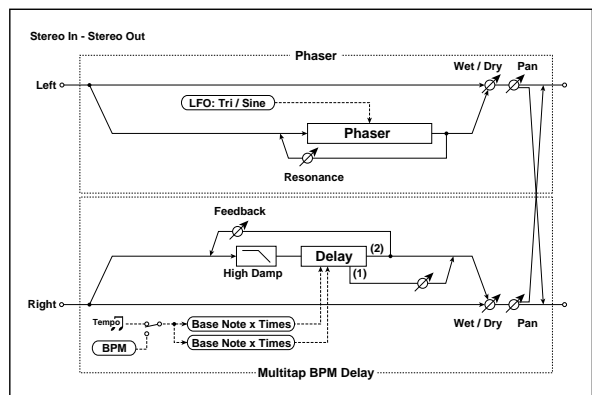 Stereo In - Stereo Out
Phaser
Wet / Dry Pan
Left
LFO: Tri / Sine
Phaser
Resonance
Feedback
High Damp
Delay
(2)
(1)
Right
Tempo
Base Note x Times
BPM
Base Note x Times
Wet / Dry Pan
Multitap BPM Delay